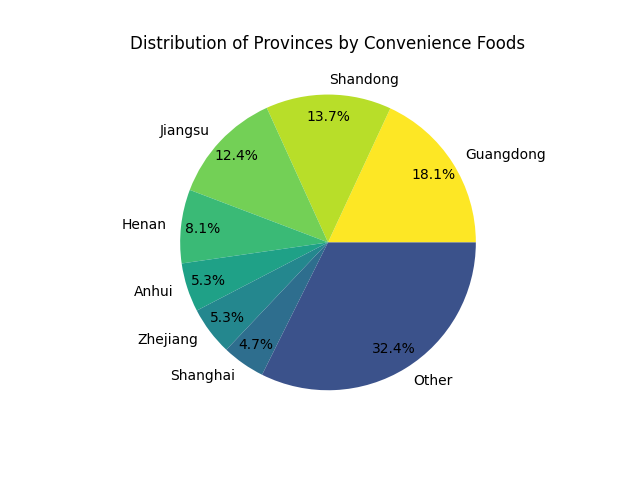 Distribution of Provinces by Convenience Foods
Shandong
13.7%
Guangdong
18.1%
Jiangsu
12.4%
Henan
8.1%
Anhui
5.3%
Zhejiang
5.3%
Shanghai
4.7%
Other
32.4%